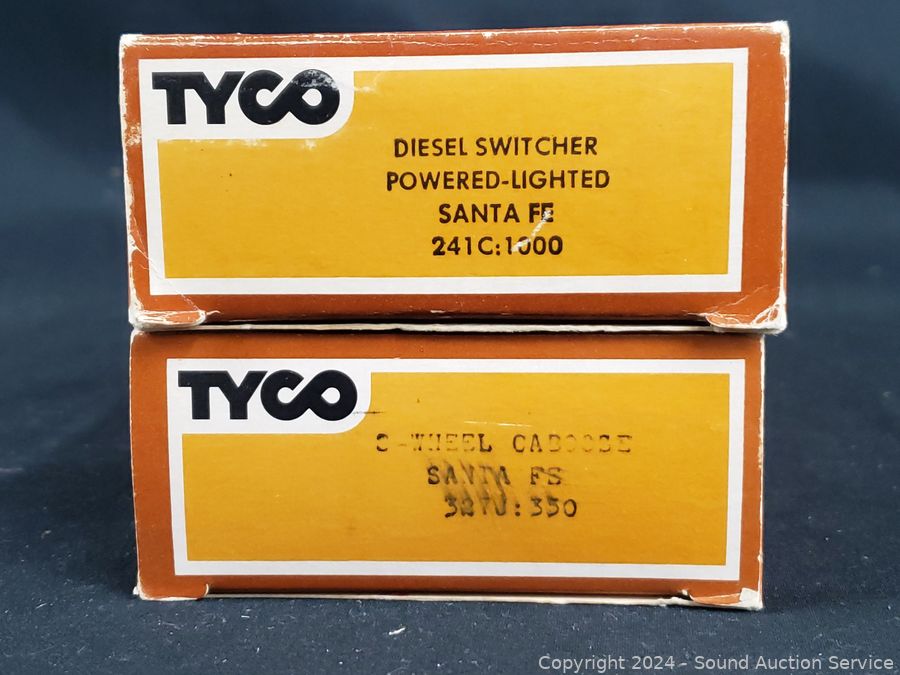 TYCO
DIESEL SWITCHER
POWERED-LIGHTED
SANTA FE
241C:1000
TYCO
8-WHEEL CABOOSE
SANTA FE
:350
Copyright 2024 - Sound Auction Service